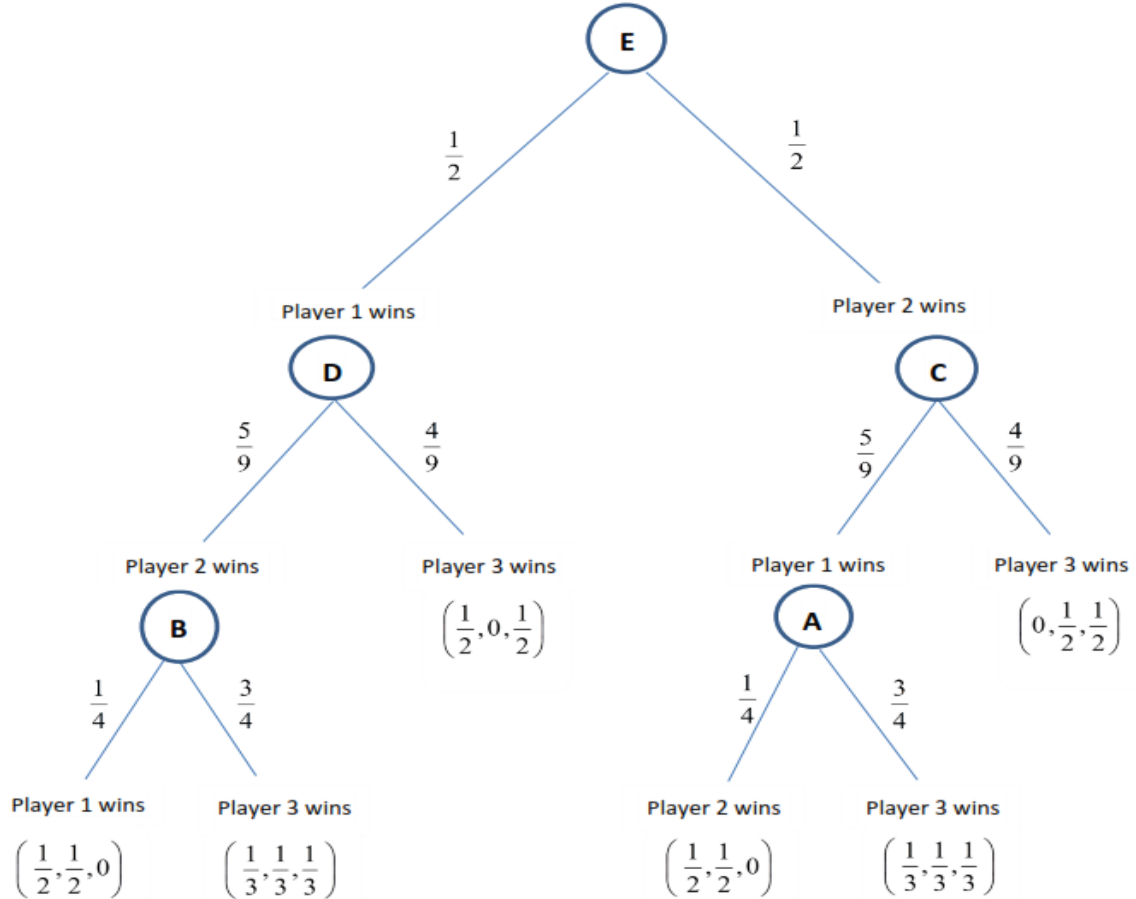 E
1/2 1/2
Player 1 wins Player 2 wins
D C
5/9 4/9 5/9 4/9
Player 2 wins Player 3 wins Player 1 wins Player 3 wins
B (1/2, 0, 1/2) A (0, 1/2, 1/2)
1/4 3/4 1/4 3/4
Player 1 wins Player 3 wins Player 2 wins Player 3 wins
(1/2, 1/2, 0) (1/3, 1/3, 1/3) (1/2, 1/2, 0) (1/3, 1/3, 1/3)